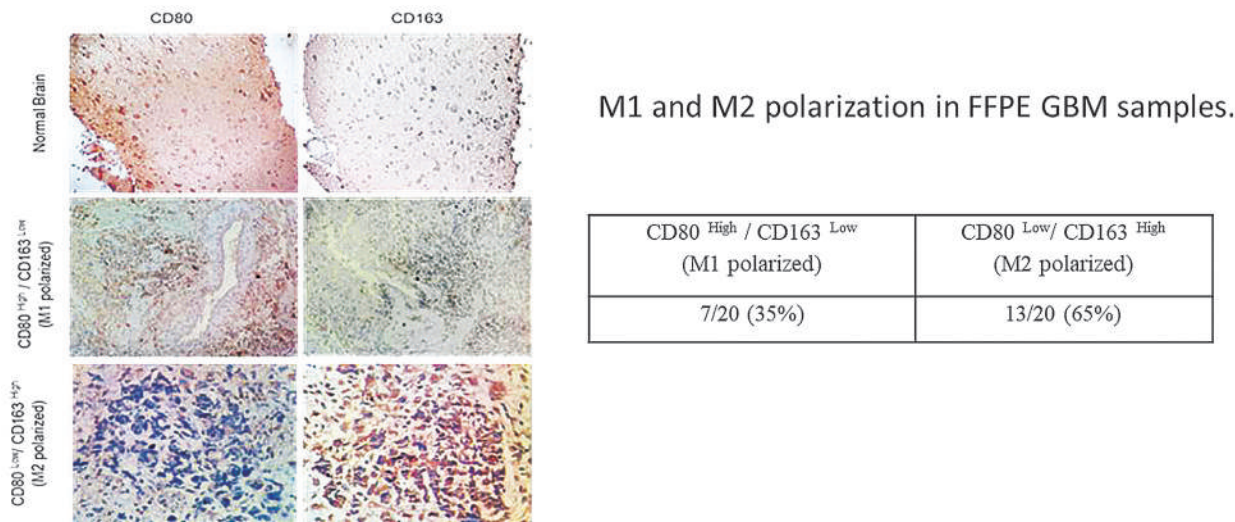 CD80
CD163
Normal Brain
CD80 High / CD163 Low
(M1 polarized)
CD80 Low/ CD163 High
(M2 polarized)
M1 and M2 polarization in FFPE GBM samples.
CD80 High / CD163 Low
(M1 polarized)
CD80 Low/ CD163 High
(M2 polarized)
7/20 (35%)
13/20 (65%)